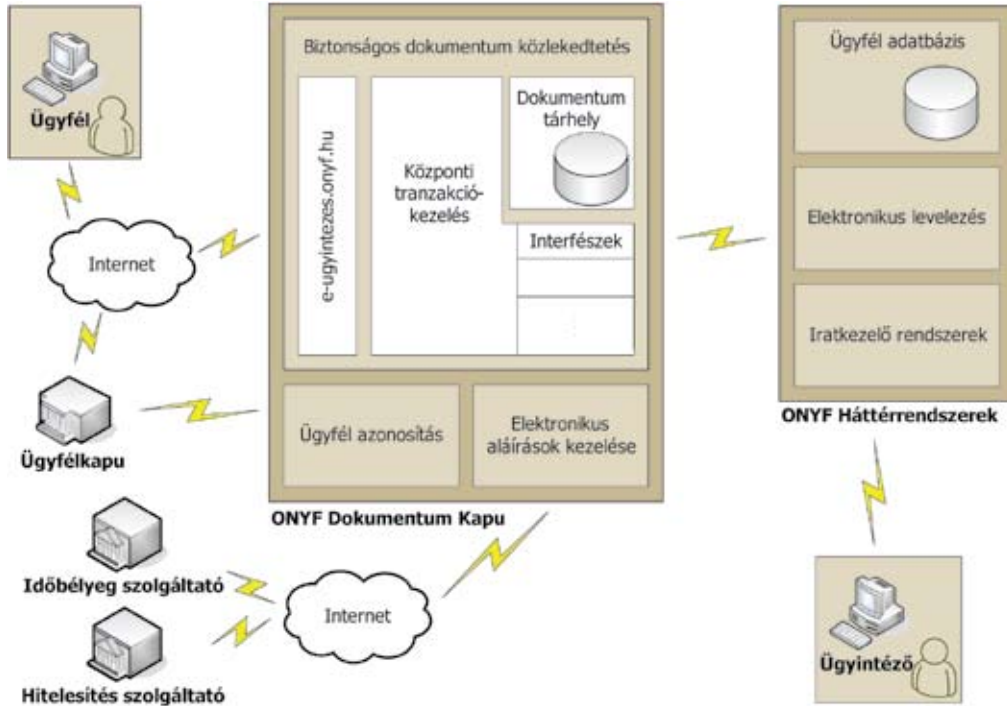 Ügyfél
Internet
Ügyfélkapu
Időbélyeg szolgáltató
Hitelesítés szolgáltató
Internet
Biztonságos dokumentum közlekedtetés
e-ugyintezes.onyf.hu
Központi
tranzakció-
kezelés
Dokumentum
tárhely
Interfészek
Ügyfél azonosítás
Elektronikus
aláírások kezelése
ONYF Dokumentum Kapu
Ügyfél adatbázis
Elektronikus levelezés
Iratkezelő rendszerek
ONYF Háttérrendszerek
Ügyintéző